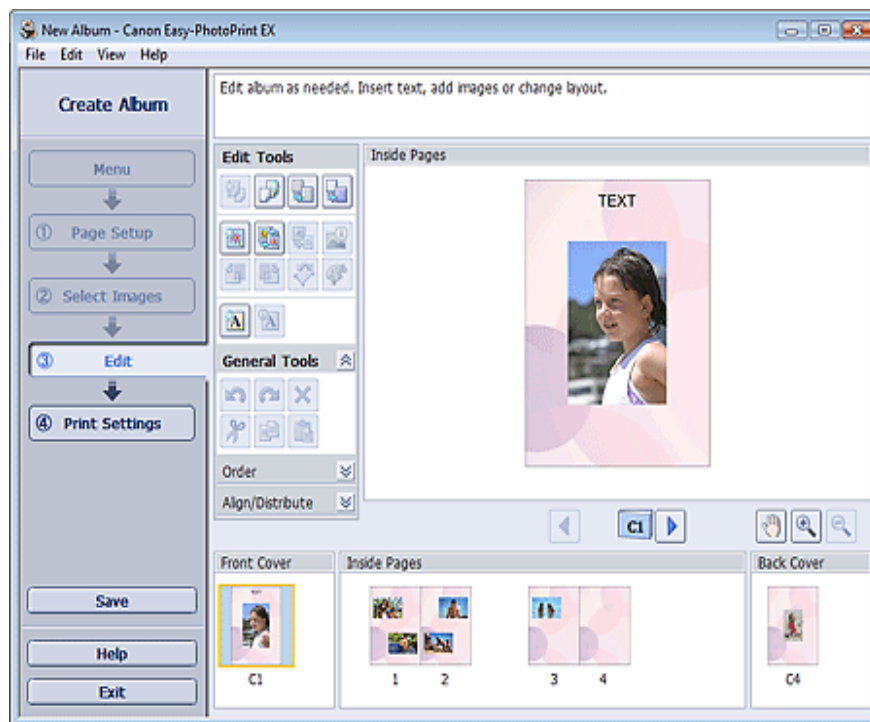 New Album - Canon Easy-PhotoPrint EX
File Edit View Help
Create Album
Edit album as needed. Insert text, add images or change layout.
Menu
① Page Setup
② Select Images
③ Edit
④ Print Settings
Save
Help
Exit
Edit Tools
A
A
General Tools
Order
Align/Distribute
Inside Pages
TEXT
C1
Front Cover
TEXT
C1
Inside Pages
1 2 3 4
Back Cover
C4